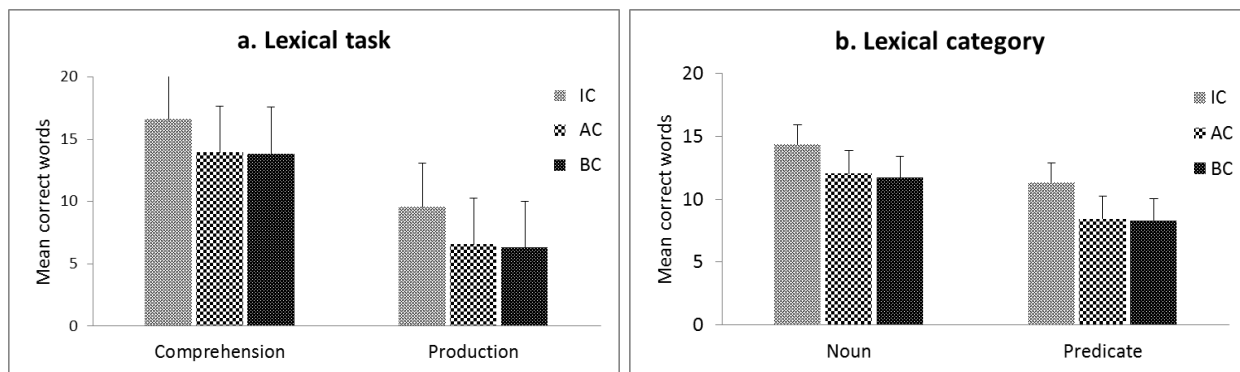 a. Lexical task
Mean correct words
20
15
10
5
0
Comprehension
Production
IC
AC
BC
b. Lexical category
Mean correct words
20
15
10
5
0
Noun
Predicate
IC
AC
BC